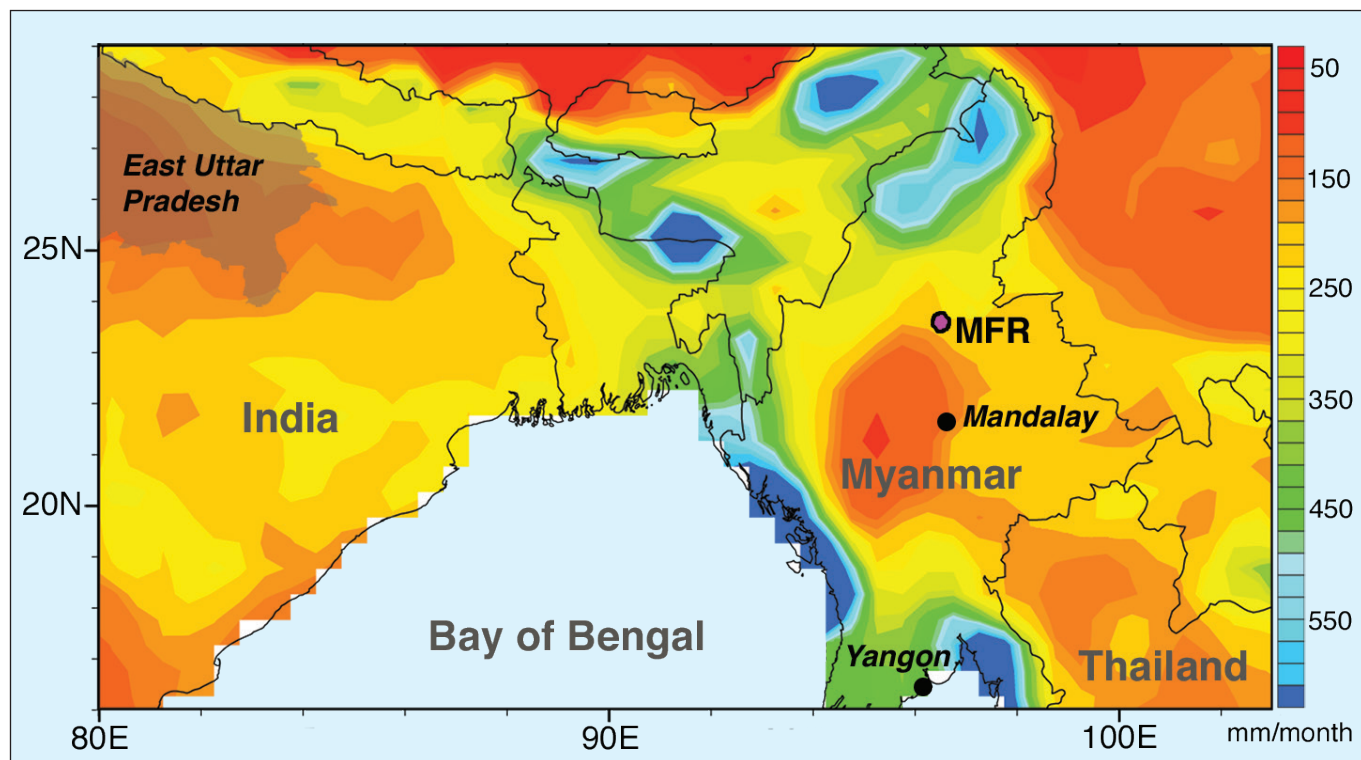 East Uttar
Pradesh
25N
20N
India
Bay of Bengal
MFR
Mandalay
Myanmar
Yangon
Thailand
80E
90E
100E
50
150
250
350
450
550
mm/month